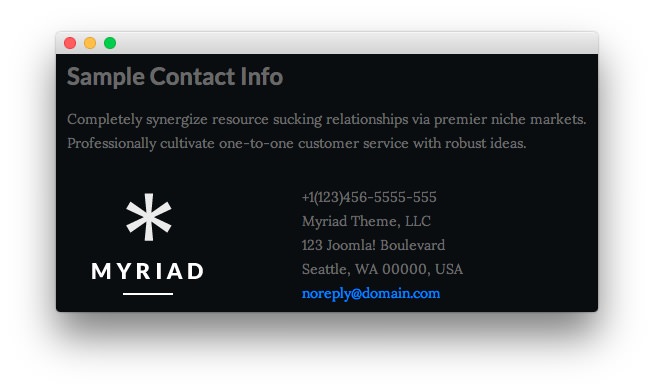 Sample Contact Info
Completely synergize resource sucking relationships via premier niche markets.
Professionally cultivate one-to-one customer service with robust ideas.
MYRIAD
+1(123)456-5555-555
Myriad Theme, LLC
123 Joomla! Boulevard
Seattle, WA 00000, USA
noreply@domain.com